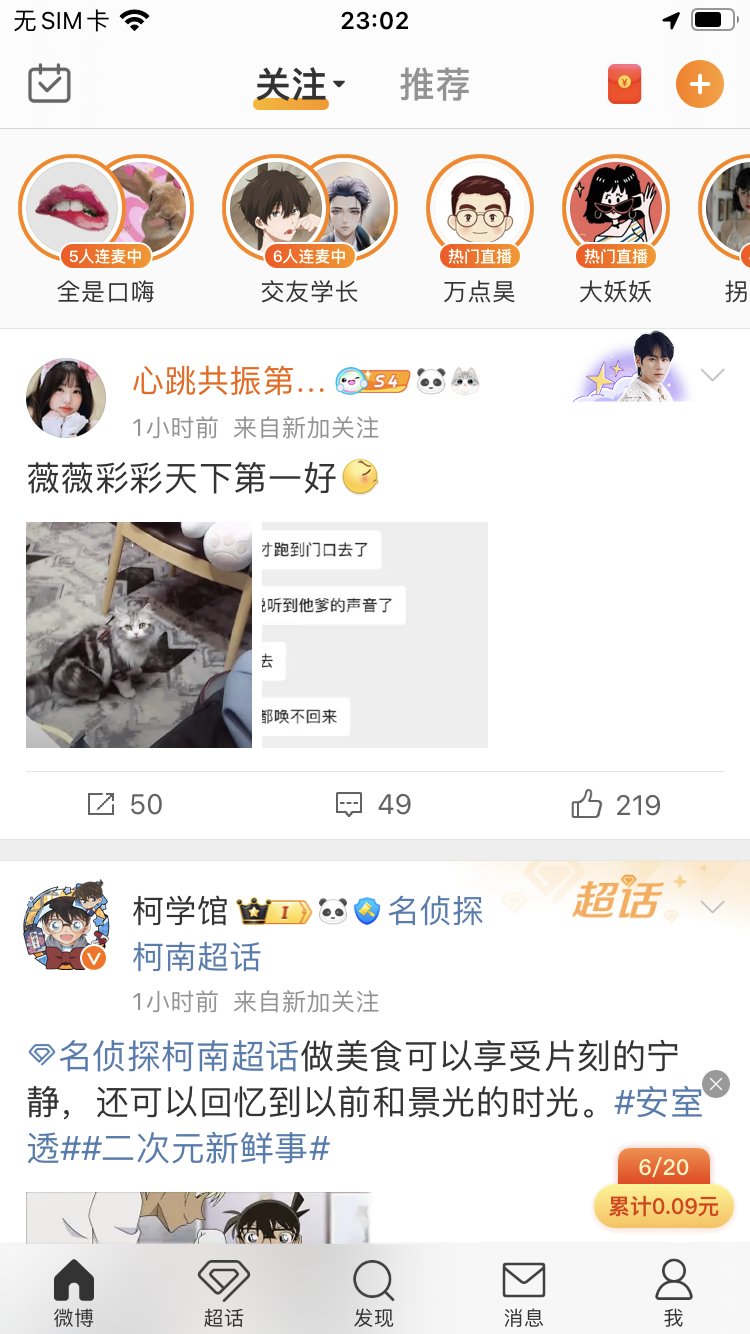 无SIM卡 23:02
关注 推荐
5人连麦中 6人连麦中 热门直播 热门直播
全是口嗨 交友学长 万点昊 大妖妖 拐
心跳共振第... S4
1小时前 来自新加关注
薇薇彩彩天下第一好
才跑到门口去了
听到他爹的声音了
去
都唤不回来
50 49 219
柯学馆 I 名侦探
柯南超话
超话
1小时前 来自新加关注
名侦探柯南超话做美食可以享受片刻的宁
静，还可以回忆到以前和景光的时光。#安室
透##二次元新鲜事#
6/20
累计0.09元
微博 超话 发现 消息 我